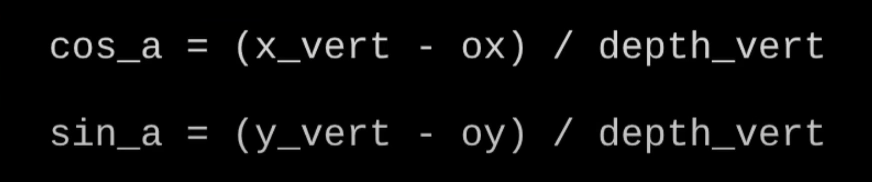 cos_a = (x_vert - ox) / depth_vert
sin_a = (y_vert - oy) / depth_vert